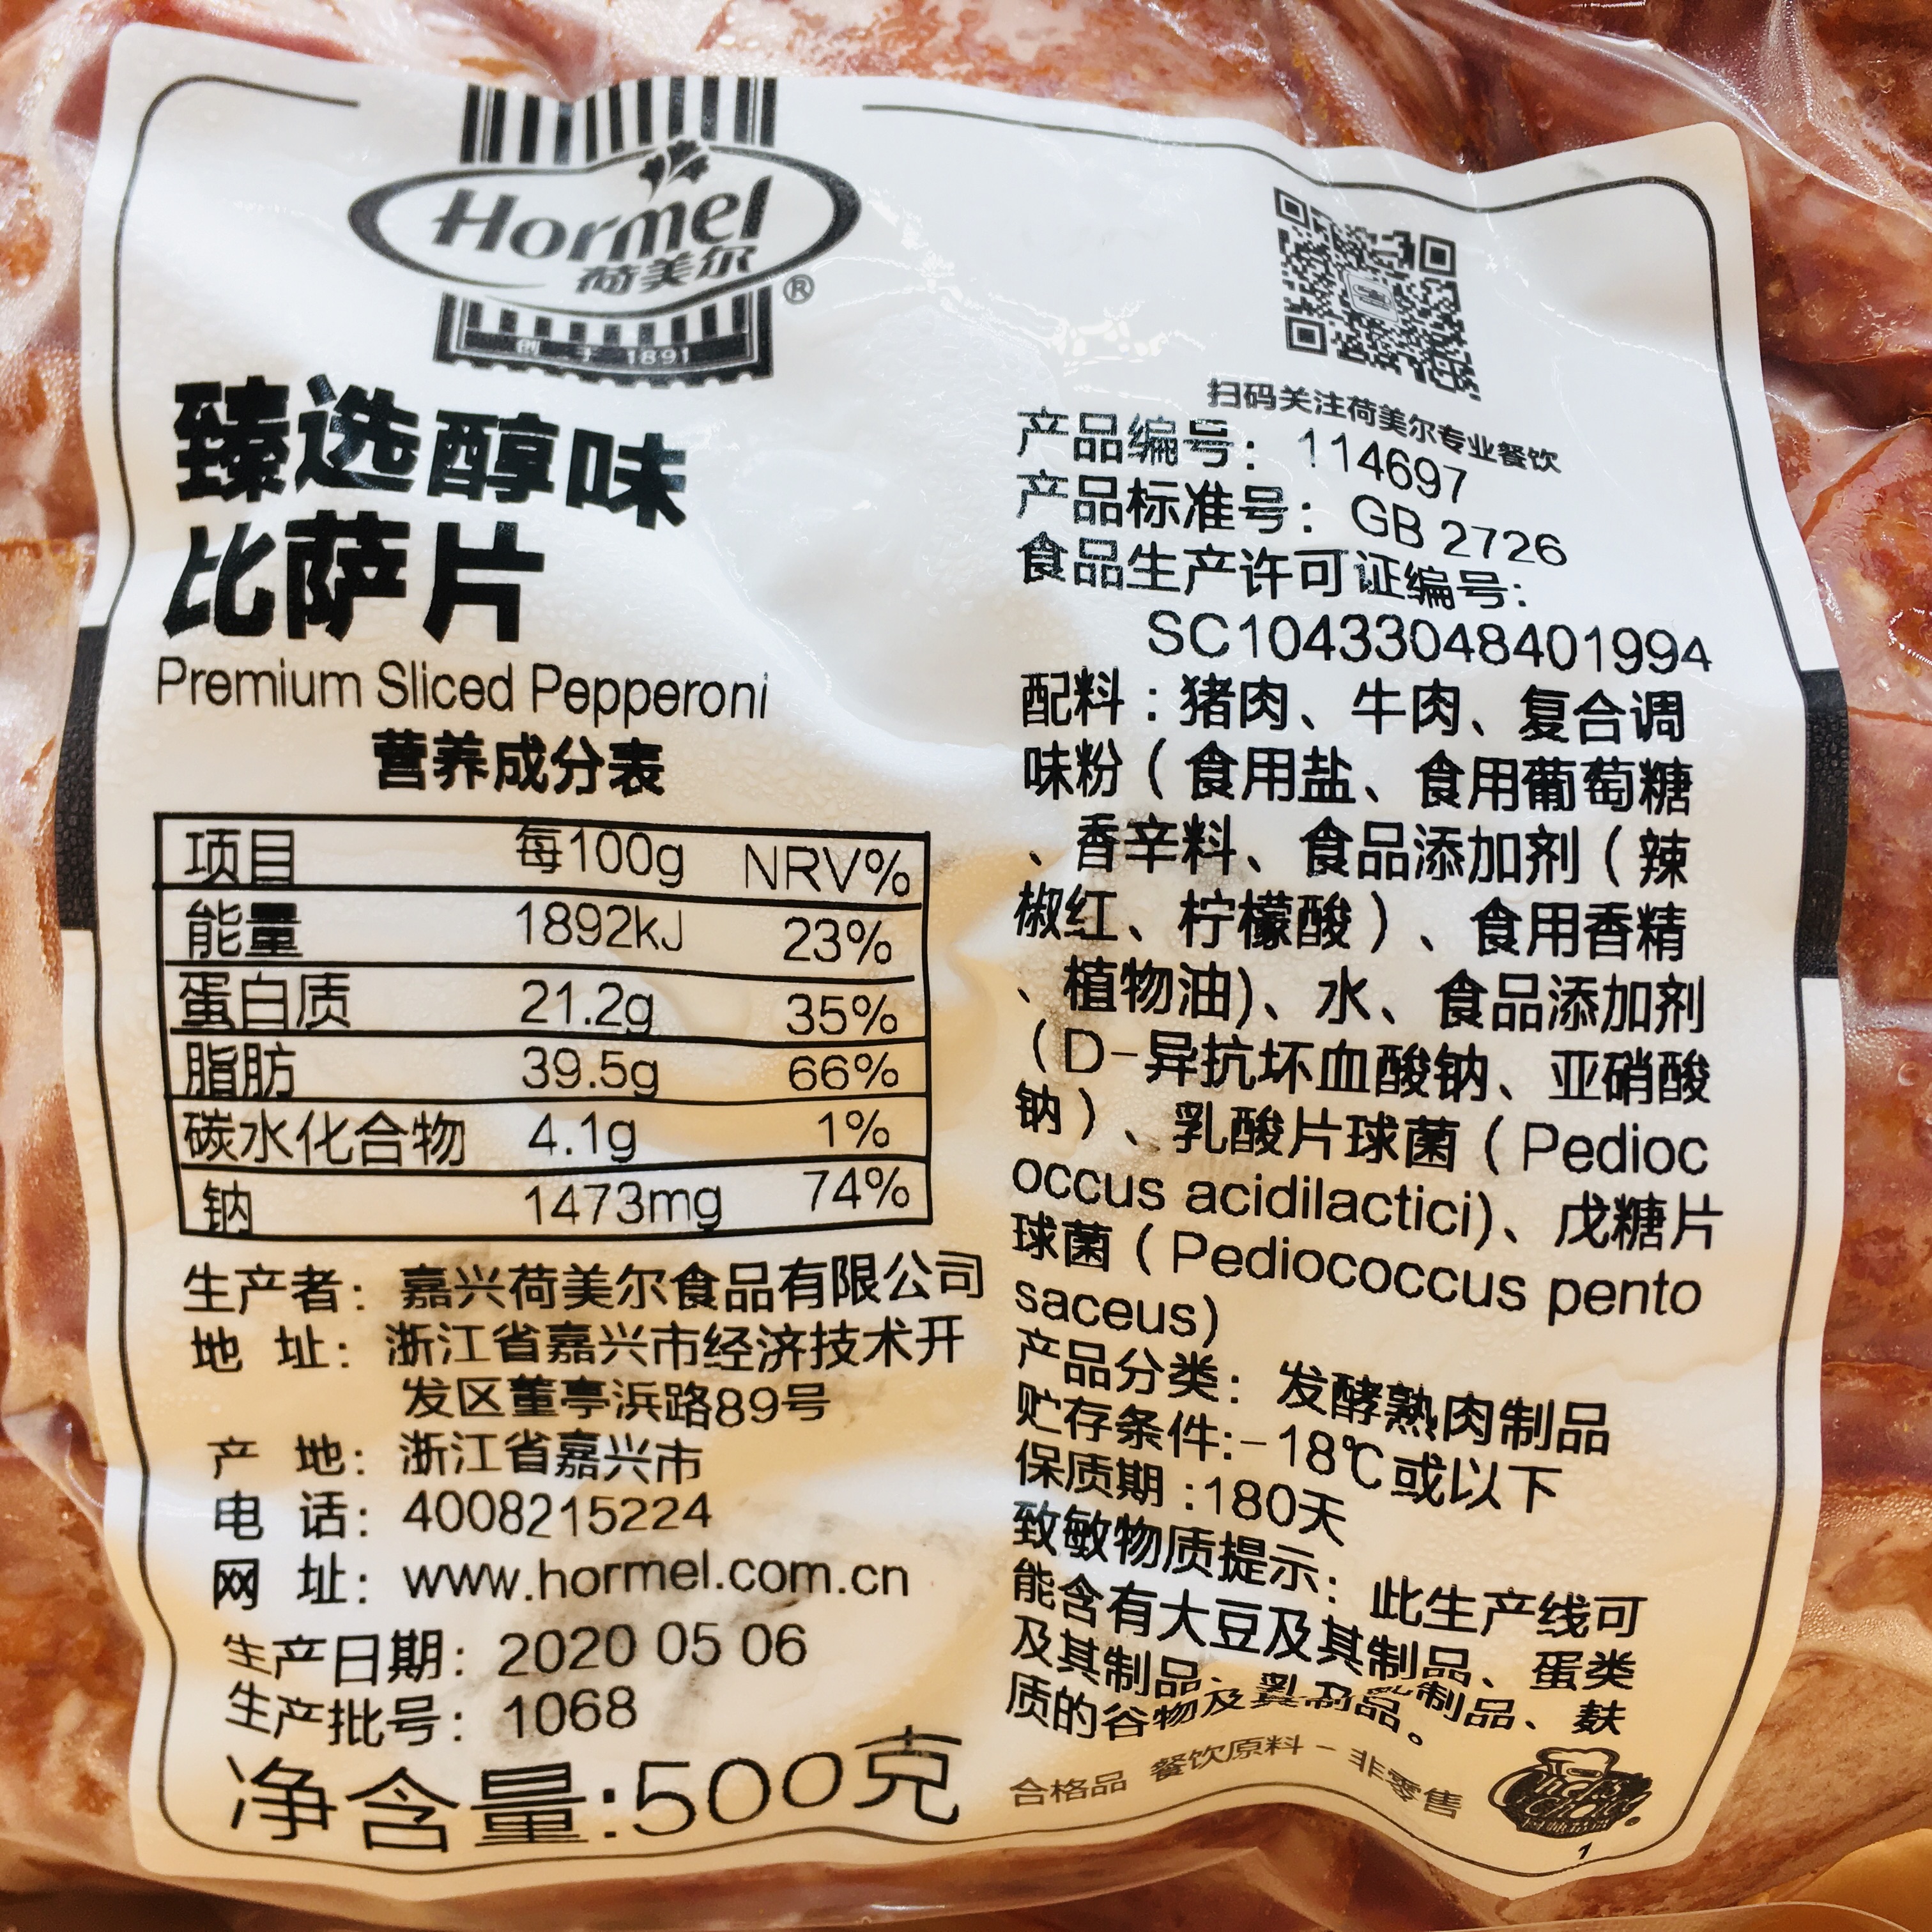 Hormel
荷美尔
®
创于1891
臻选醇味
比萨片
Premium Sliced Pepperoni
营养成分表
项目 每100g NRV%
能量 1892kJ 23%
蛋白质 21.2g 35%
脂肪 39.5g 66%
碳水化合物 4.1g 1%
钠 1473mg 74%
生产者：嘉兴荷美尔食品有限公司
地 址：浙江省嘉兴市经济技术开
发区董亭浜路89号
产 地：浙江省嘉兴市
电 话：4008215224
网 址：www.hormel.com.cn
生产日期：2020 05 06
生产批号：1068
净含量:500克
扫码关注荷美尔专业餐饮
产品编号：114697
产品标准号：GB 2726
食品生产许可证编号:
SC10433048401994
配料：猪肉、牛肉、复合调
味粉（食用盐、食用葡萄糖
、香辛料、食品添加剂（辣
椒红、柠檬酸）、食用香精
、植物油)、水、食品添加剂
（D-异抗坏血酸钠、亚硝酸
钠）、乳酸片球菌（Pedioc
occus acidilactici)、戊糖片
球菌（Pediococcus pento
saceus)
产品分类：发酵熟肉制品
贮存条件:-18℃或以下
保质期:180天
致敏物质提示：此生产线可
能含有大豆及其制品、蛋类
及其制品、乳及乳制品、麸
质的谷物及其制品。
合格品 餐饮原料-非零售
1